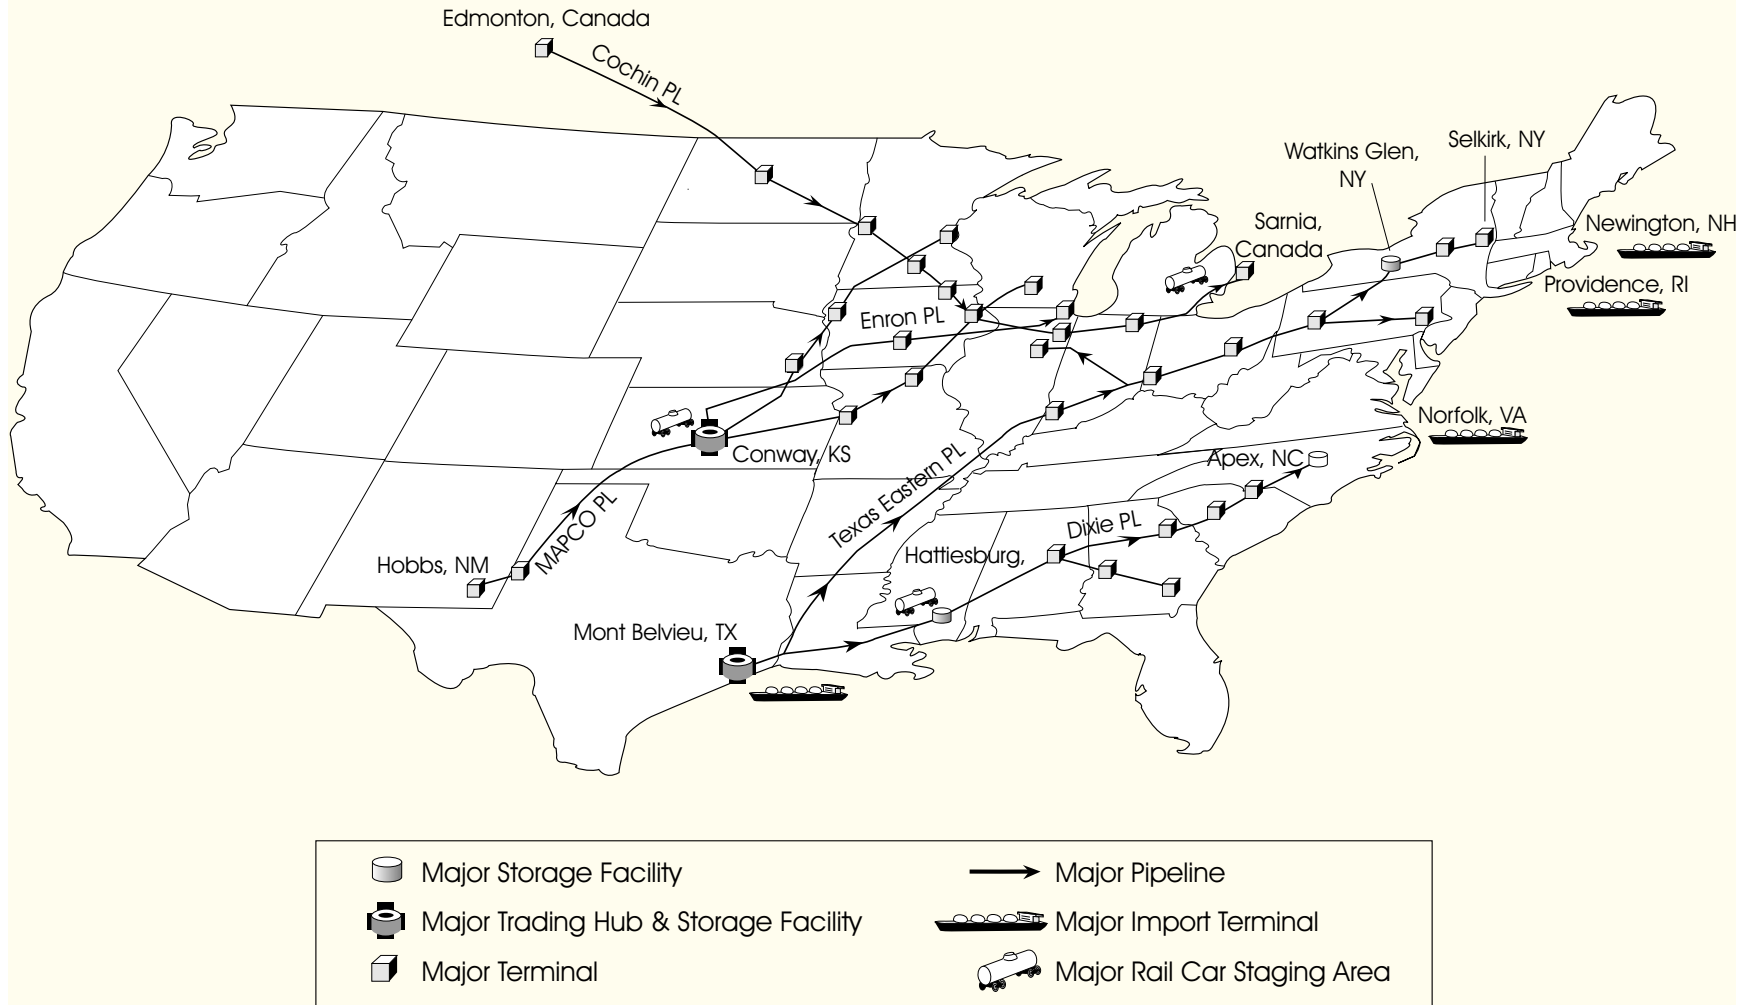 Edmonton, Canada
Cochin PL
Selkirk, NY
Watkins Glen,
NY
Sarnia,
Canada
Newington, NH
Providence, RI
Enron PL
Norfolk, VA
Conway, KS
Apex, NC
Texas Eastern PL
MAPCO PL
Dixie PL
Hattiesburg,
Hobbs, NM
Mont Belvieu, TX
Major Storage Facility
Major Pipeline
Major Trading Hub & Storage Facility
Major Import Terminal
Major Terminal
Major Rail Car Staging Area